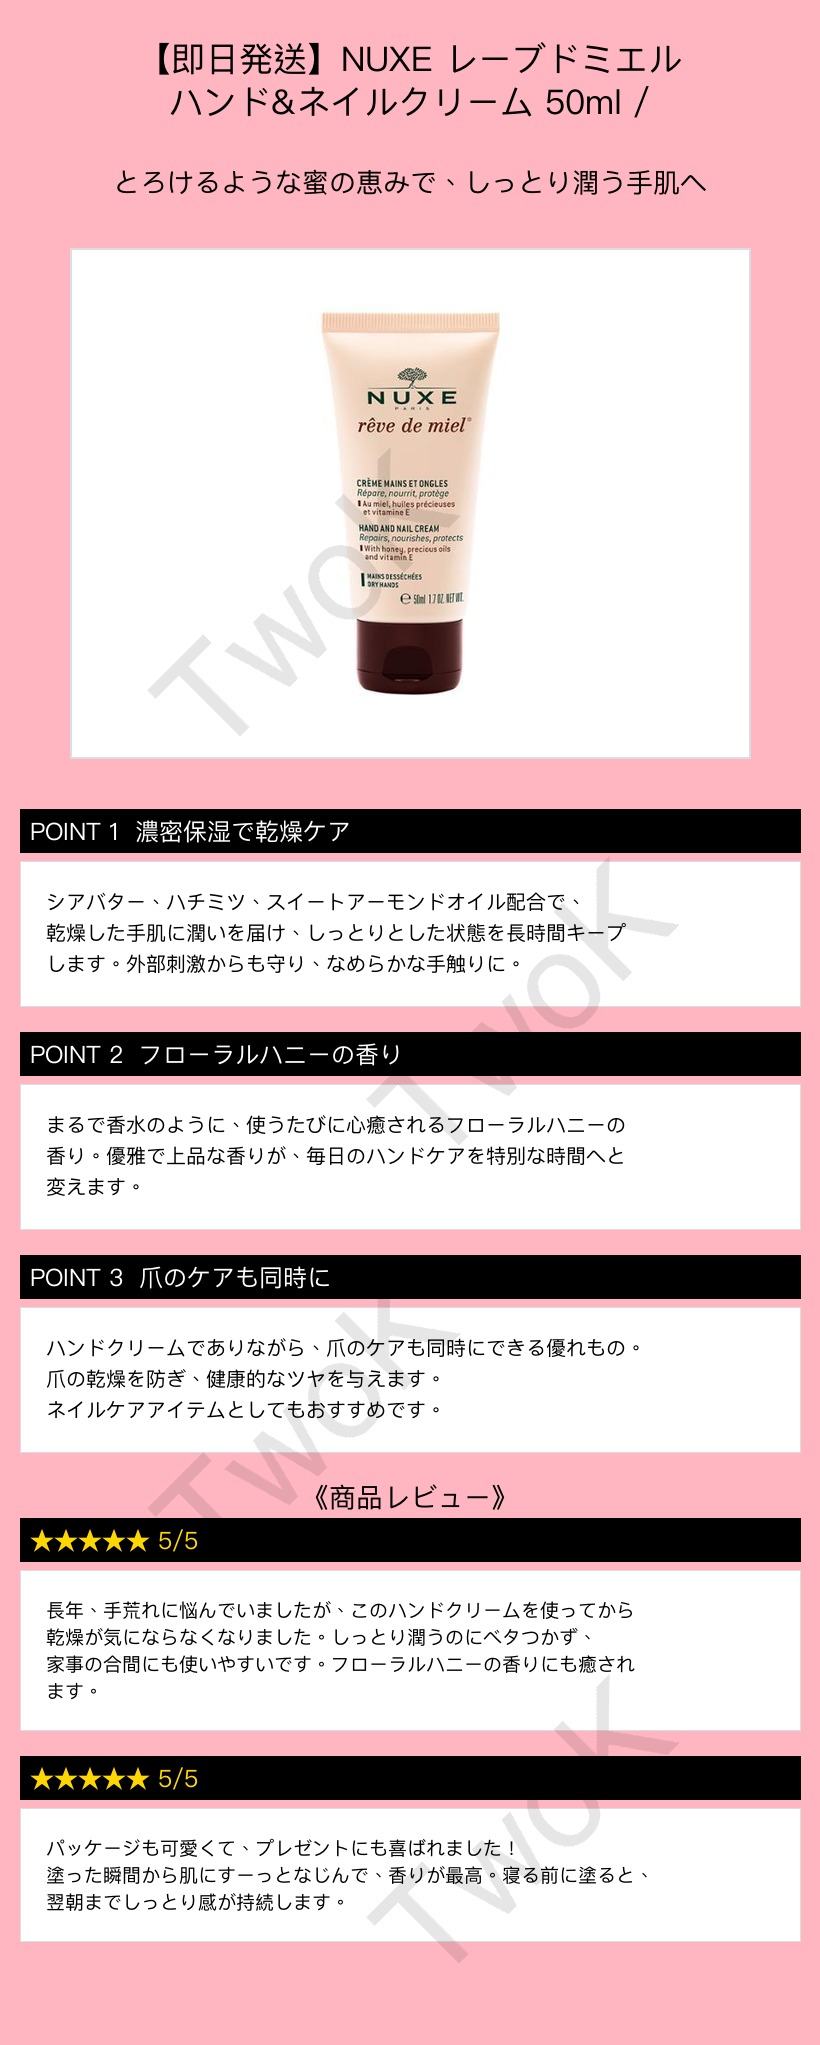 【即日発送】NUXE レーブドミエル
ハンド&ネイルクリーム 50ml /
とろけるような蜜の恵みで、しっとり潤う手肌へ
NUXE
PARIS
rêve de miel®
CRÈME MAINS ET ONGLES
Répare, nourrit, protège
Au miel, huiles précieuses
et vitamine E
HAND AND NAIL CREAM
Repairs, nourishes, protects
With honey, precious oils
and vitamin E
MAINS DESSÉCHÉES
DRY HANDS
℮ 50ml 1.7 OZ. NET WT.
TwoK
POINT 1 濃密保湿で乾燥ケア
シアバター、ハチミツ、スイートアーモンドオイル配合で、
乾燥した手肌に潤いを届け、しっとりとした状態を長時間キープ
します。外部刺激からも守り、なめらかな手触りに。
TwoK
POINT 2 フローラルハニーの香り
まるで香水のように、使うたびに心癒されるフローラルハニーの
香り。優雅で上品な香りが、毎日のハンドケアを特別な時間へと
変えます。
POINT 3 爪のケアも同時に
ハンドクリームでありながら、爪のケアも同時にできる優れもの。
爪の乾燥を防ぎ、健康的なツヤを与えます。
ネイルケアアイテムとしてもおすすめです。
TwoK
《商品レビュー》
★★★★★ 5/5
長年、手荒れに悩んでいましたが、このハンドクリームを使ってから
乾燥が気にならなくなりました。しっとり潤うのにベタつかず、
家事の合間にも使いやすいです。フローラルハニーの香りにも癒され
ます。
★★★★★ 5/5
パッケージも可愛くて、プレゼントにも喜ばれました！
塗った瞬間から肌にすーっとなじんで、香りが最高。寝る前に塗ると、
翌朝までしっとり感が持続します。
TwoK